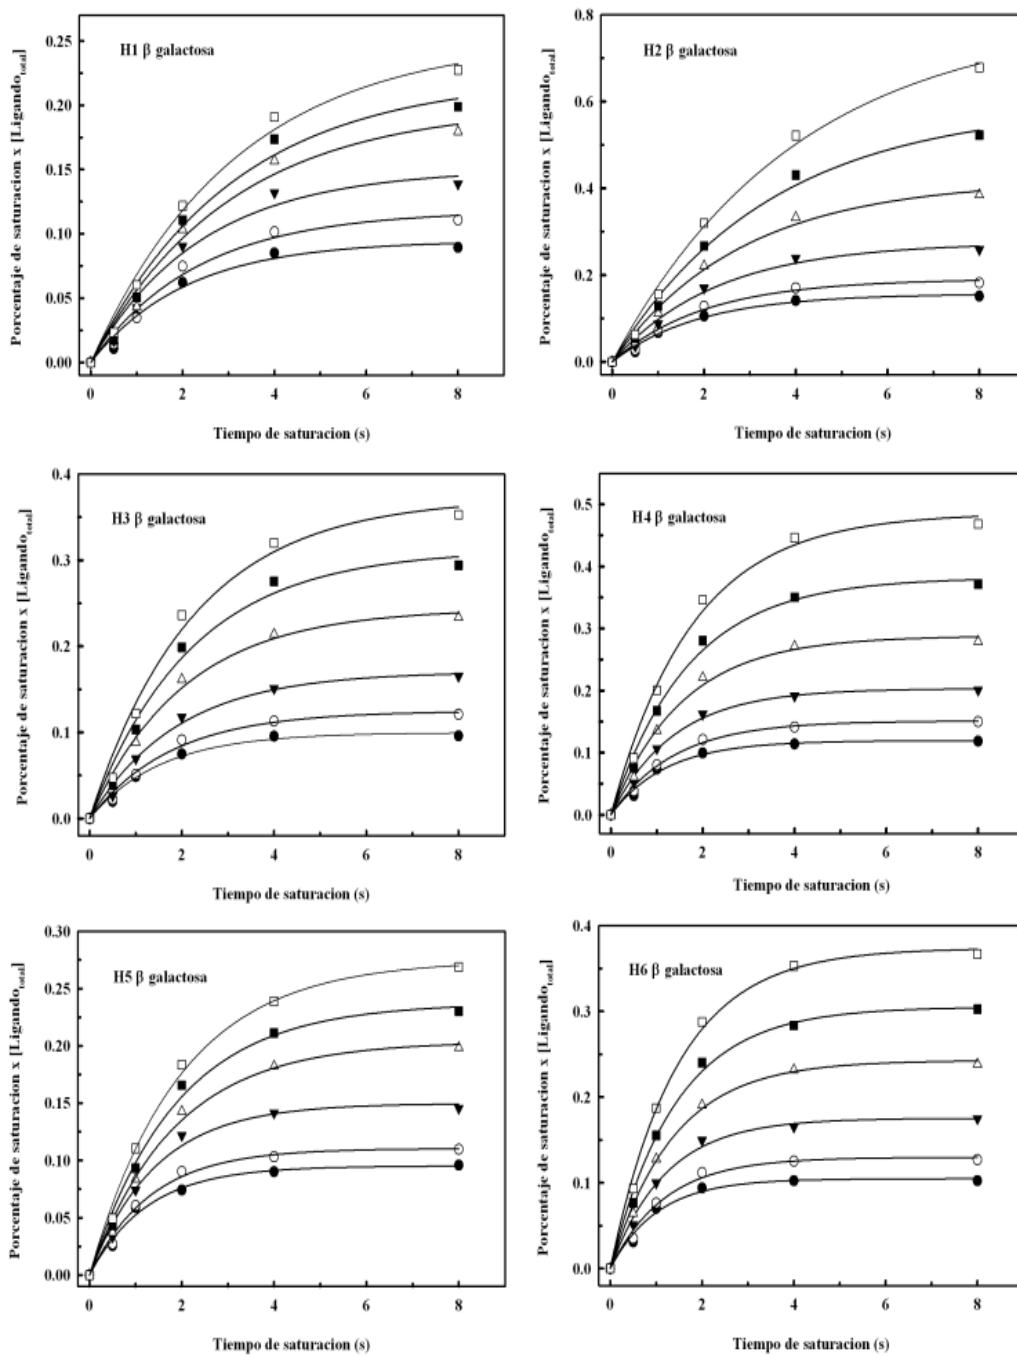 H1 β galactosa
0.25
0.20
0.15
0.10
0.05
0.00
0 2 4 6 8
Porcentaje de saturacion x [Ligando_total]
Tiempo de saturacion (s)
H2 β galactosa
0.8
0.6
0.4
0.2
0.0
0 2 4 6 8
Porcentaje de saturacion x [Ligando_total]
Tiempo de saturacion (s)
H3 β galactosa
0.4
0.3
0.2
0.1
0.0
0 2 4 6 8
Porcentaje de saturacion x [Ligando_total]
Tiempo de saturacion (s)
H4 β galactosa
0.5
0.4
0.3
0.2
0.1
0.0
0 2 4 6 8
Porcentaje de saturacion x [Ligando_total]
Tiempo de saturacion (s)
H5 β galactosa
0.30
0.25
0.20
0.15
0.10
0.05
0.00
0 2 4 6 8
Porcentaje de saturacion x [Ligando_total]
Tiempo de saturacion (s)
H6 β galactosa
0.4
0.3
0.2
0.1
0.0
0 2 4 6 8
Porcentaje de saturacion x [Ligando_total]
Tiempo de saturacion (s)